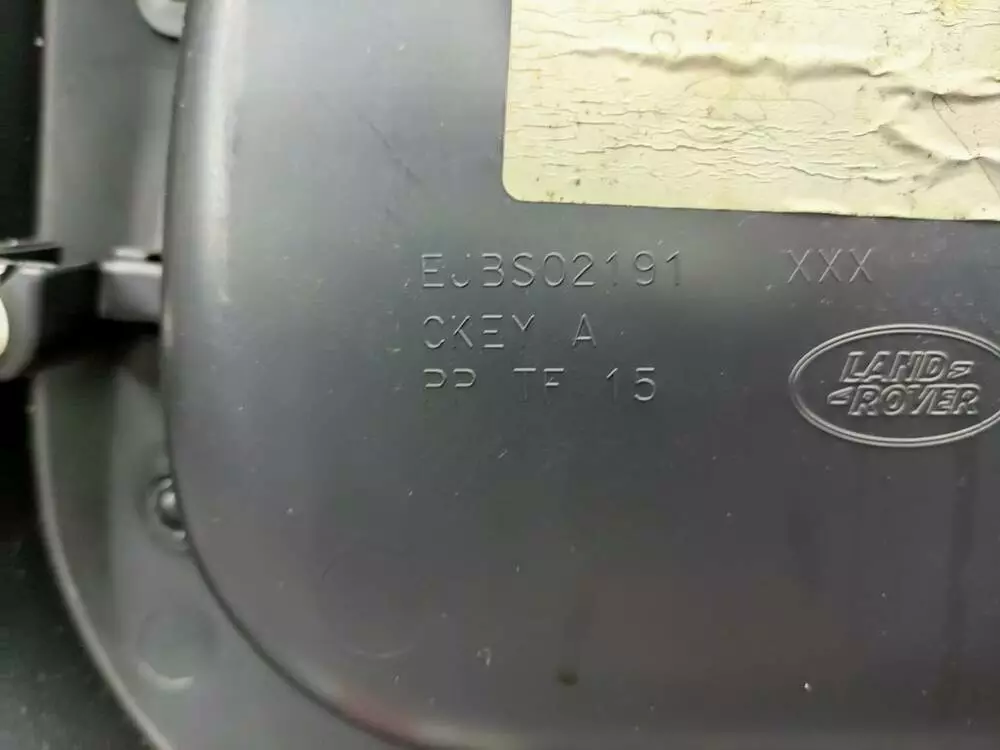 EJBS02191 XXX
CKEY A
PP TF 15
LAND
ROVER